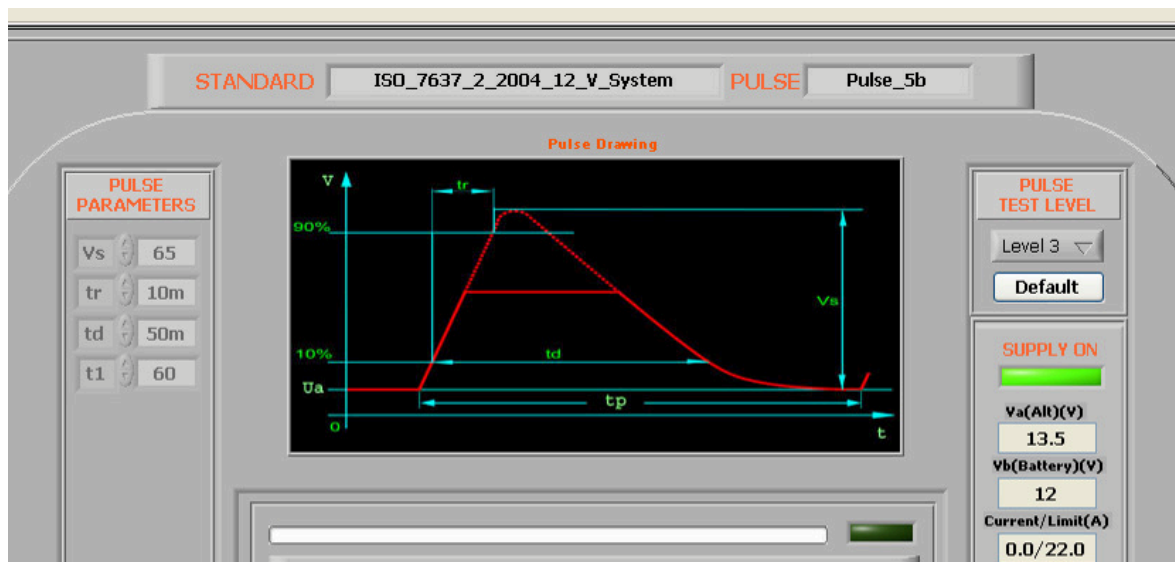 STANDARD ISO_7637_2_2004_12_V_System PULSE Pulse_5b
Pulse Drawing
PULSE
PARAMETERS
Vs 65
tr 10m
td 50m
t1 60
V
tr
90%
Vs
10%
td
Ua
tp
0
t
PULSE
TEST LEVEL
Level 3
Default
SUPPLY ON
Va(Alt)(V)
13.5
Vb(Battery)(V)
12
Current/Limit(A)
0.0/22.0